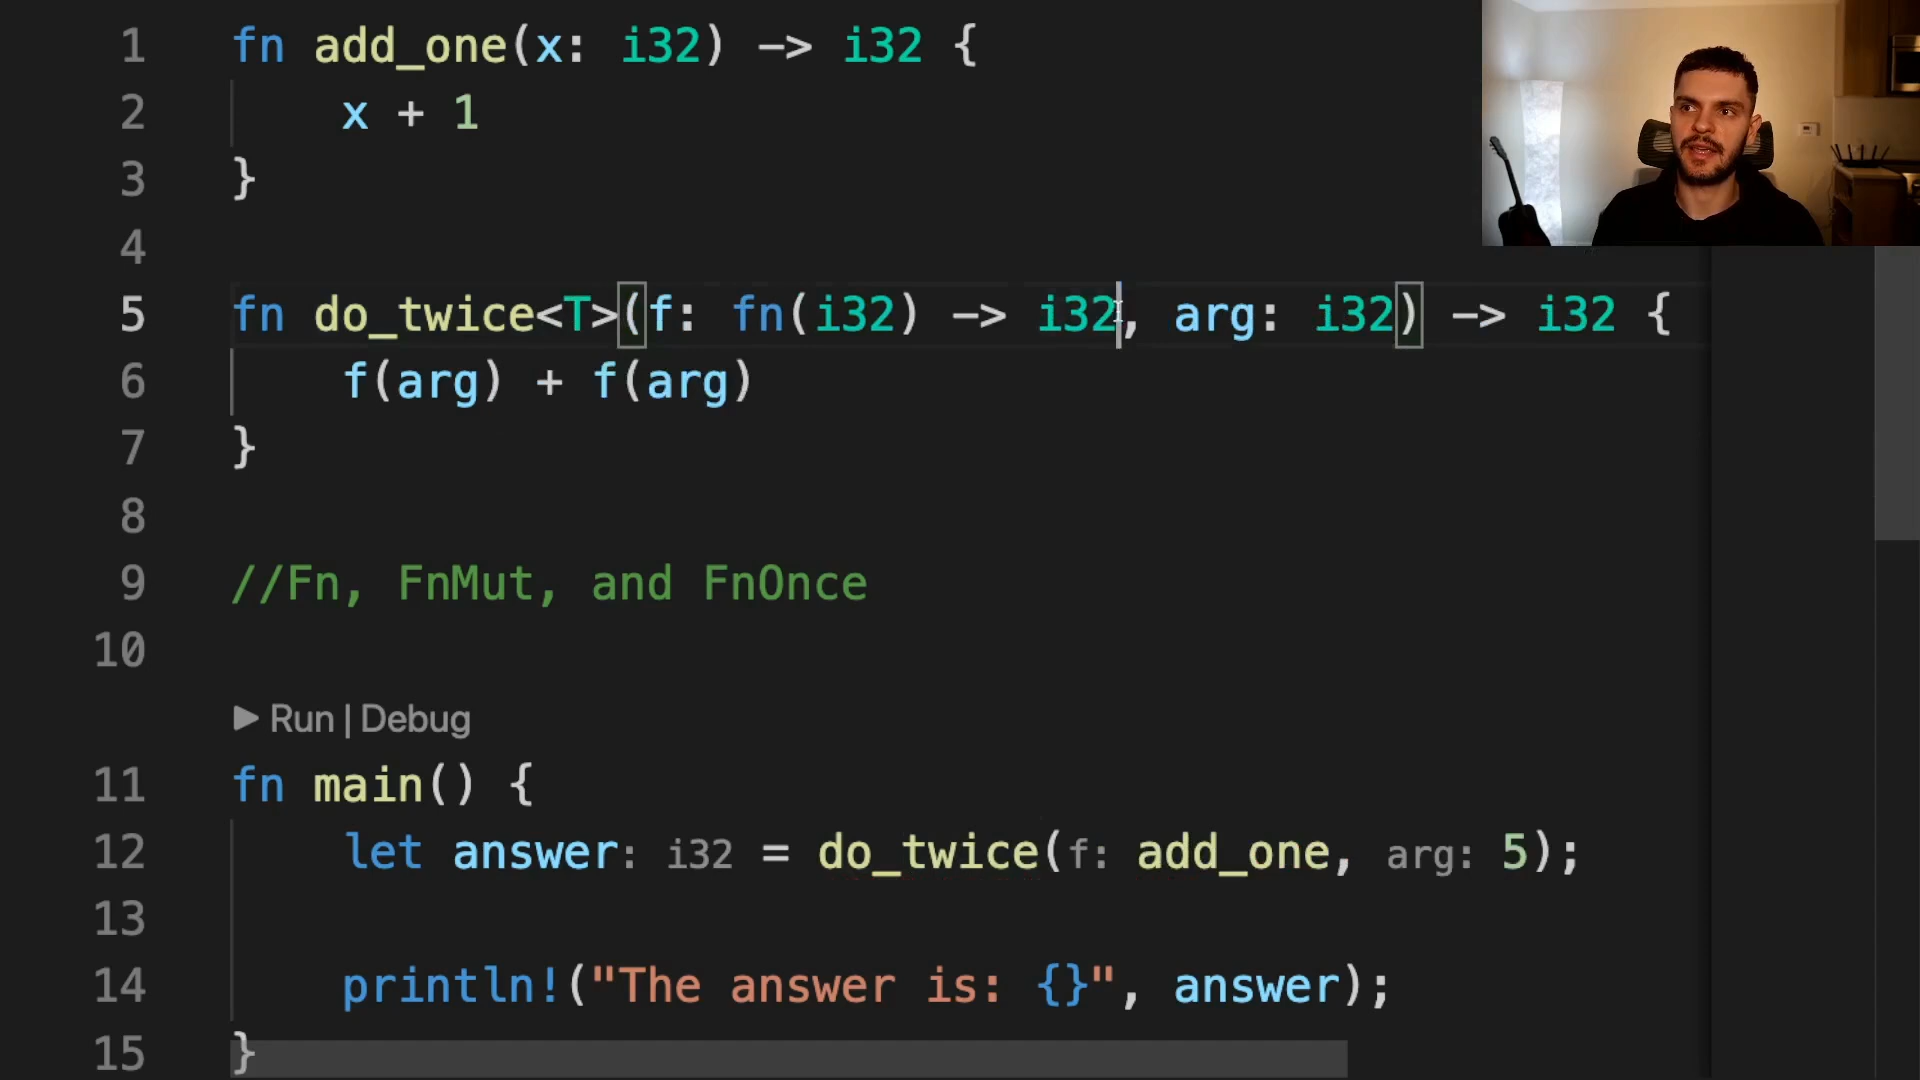 1 fn add_one(x: i32) -> i32 {
2 x + 1
3 }
4
5 fn do_twice<T>(f: fn(i32) -> i32, arg: i32) -> i32 {
6 f(arg) + f(arg)
7 }
8
9 //Fn, FnMut, and FnOnce
10
▶ Run | Debug
11 fn main() {
12 let answer: i32 = do_twice(f: add_one, arg: 5);
13
14 println!("The answer is: {}", answer);
15 }